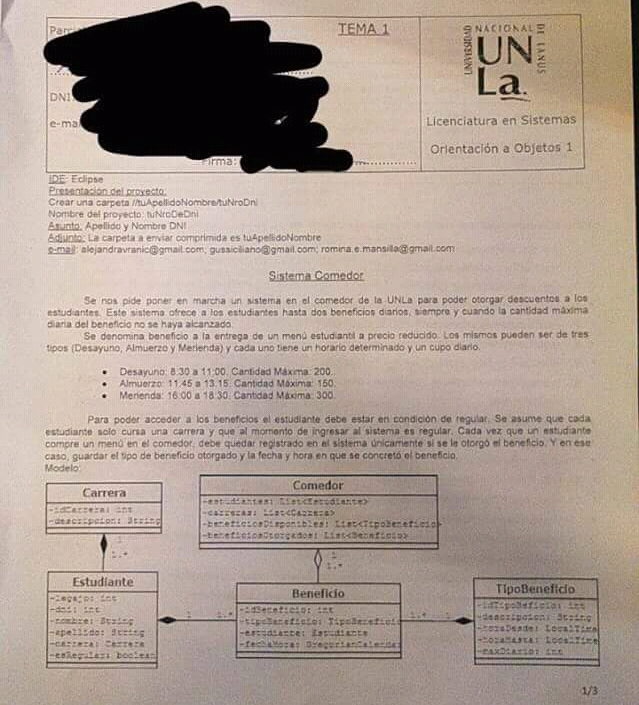 TEMA 1
UNIVERSIDAD NACIONAL DE LANUS
UNLa.
DNI
e-ma
Firma:
Licenciatura en Sistemas
Orientación a Objetos 1
IDE: Eclipse
Presentación del proyecto:
Crear una carpeta //tuApellidoNombre/tuNroDni
Nombre del proyecto: tuNroDeDni
Asunto: Apellido y Nombre DNI
Adjunto: La carpeta a enviar comprimida es tuApellidoNombre
e-mail: alejandravranic@gmail.com; gussiciliano@gmail.com; romina.e.mansilla@gmail.com
Sistema Comedor
Se nos pide poner en marcha un sistema en el comedor de la UNLa para poder otorgar descuentos a los
estudiantes. Este sistema ofrece a los estudiantes hasta dos beneficios diarios, siempre y cuando la cantidad máxima
diaria del beneficio no se haya alcanzado.
Se denomina beneficio a la entrega de un menú estudiantil a precio reducido. Los mismos pueden ser de tres
tipos (Desayuno, Almuerzo y Merienda) y cada uno tiene un horario determinado y un cupo diario.
• Desayuno: 8:30 a 11:00. Cantidad Máxima: 200.
• Almuerzo: 11.45 a 13.15. Cantidad Máxima: 150.
• Merienda: 16:00 a 18:30. Cantidad Máxima: 300.
Para poder acceder a los beneficios el estudiante debe estar en condición de regular. Se asume que cada
estudiante solo cursa una carrera y que al momento de ingresar al sistema es regular. Cada vez que un estudiante
compre un menú en el comedor, debe quedar registrado en el sistema únicamente si se le otorgó el beneficio. Y en ese
caso, guardar el tipo de beneficio otorgado y la fecha y hora en que se concretó el beneficio.
Modelo:
Carrera
-idCarrera: int
-descripcion: String
Comedor
-estudiantes: List<Estudiante>
-carreras: List<Carrera>
-beneficiosDisponibles: List<TipoBeneficio>
-beneficiosOtorgados: List<Beneficio>
1
1..*
1
1..*
Estudiante
-legajo: int
-dni: int
-nombre: String
-apellido: String
-carrera: Carrera
-esRegular: boolean
1
1..*
Beneficio
-idBeneficio: int
-tipoBeneficio: TipoBeneficio
-estudiante: Estudiante
-fechaHora: GregorianCalendar
1..*
1
TipoBeneficio
-descripcion: String
-horaDesde: LocalTime
-horaHasta: LocalTime
-maxDiario: int
1/3